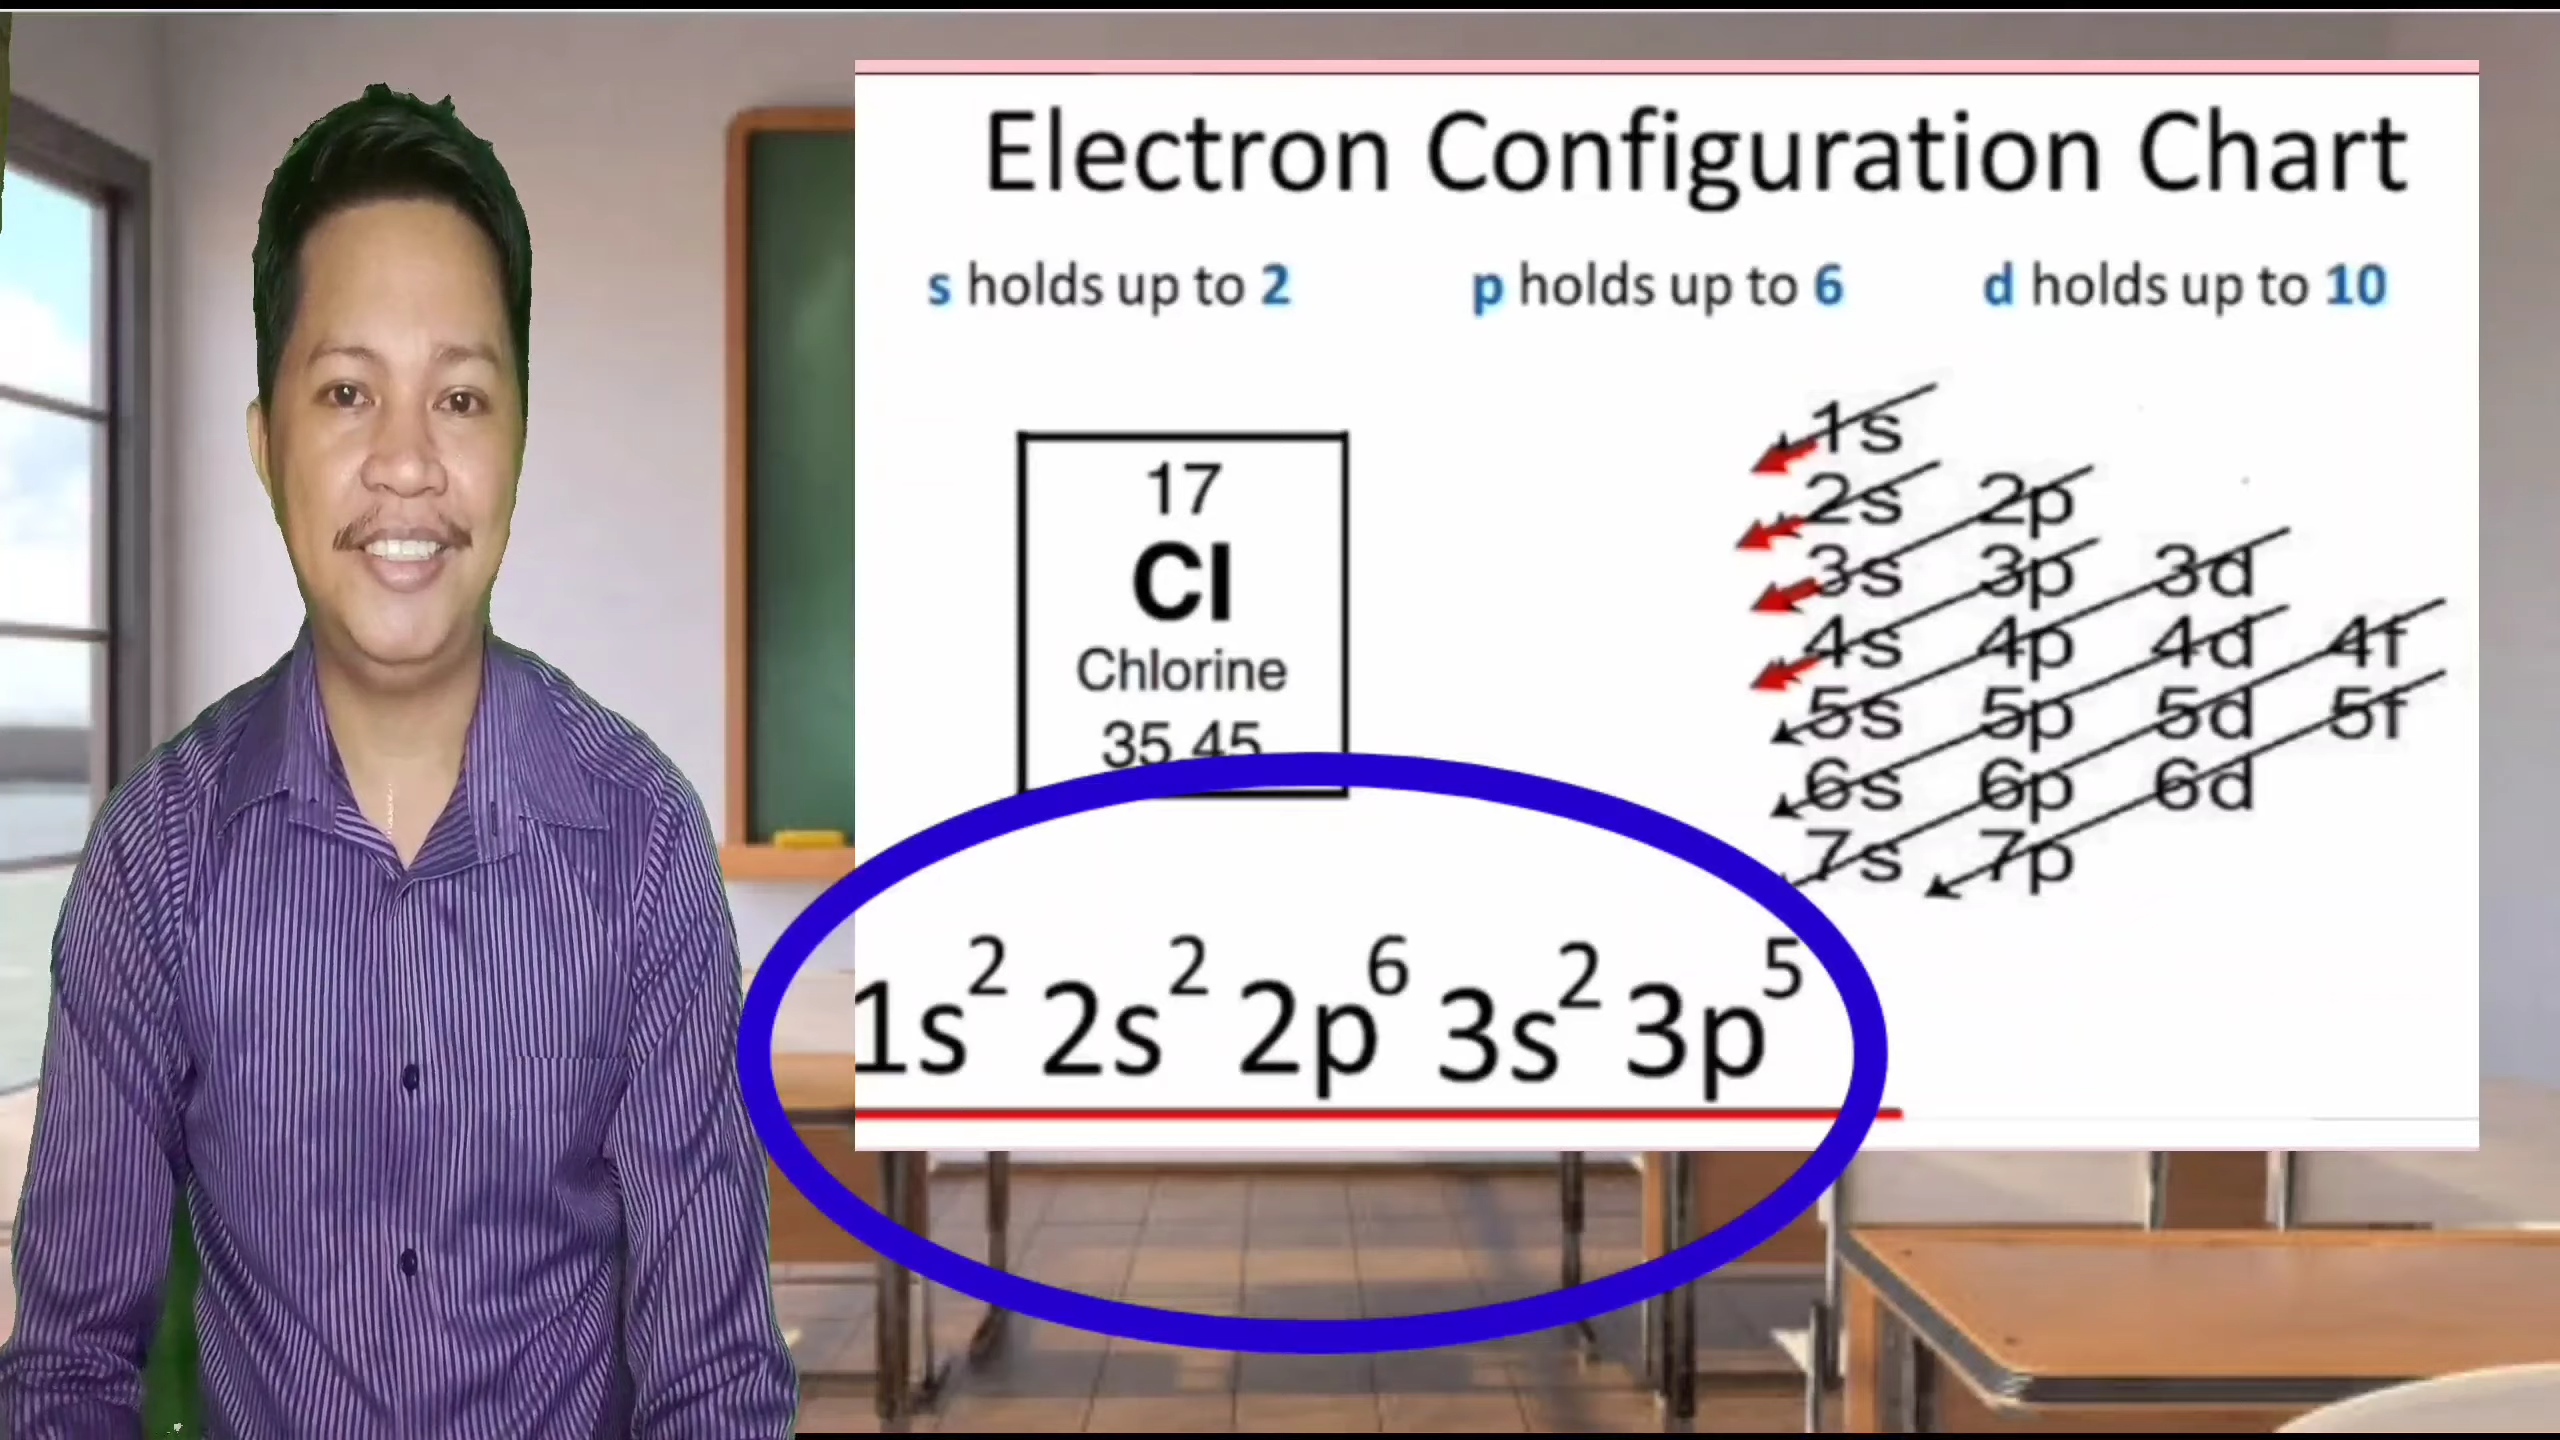 Electron Configuration Chart
s holds up to 2 p holds up to 6 d holds up to 10
17
Cl
Chlorine
35.45
1s
2s 2p
3s 3p 3d
4s 4p 4d 4f
5s 5p 5d 5f
6s 6p 6d
7s 7p
1s² 2s² 2p⁶ 3s² 3p⁵